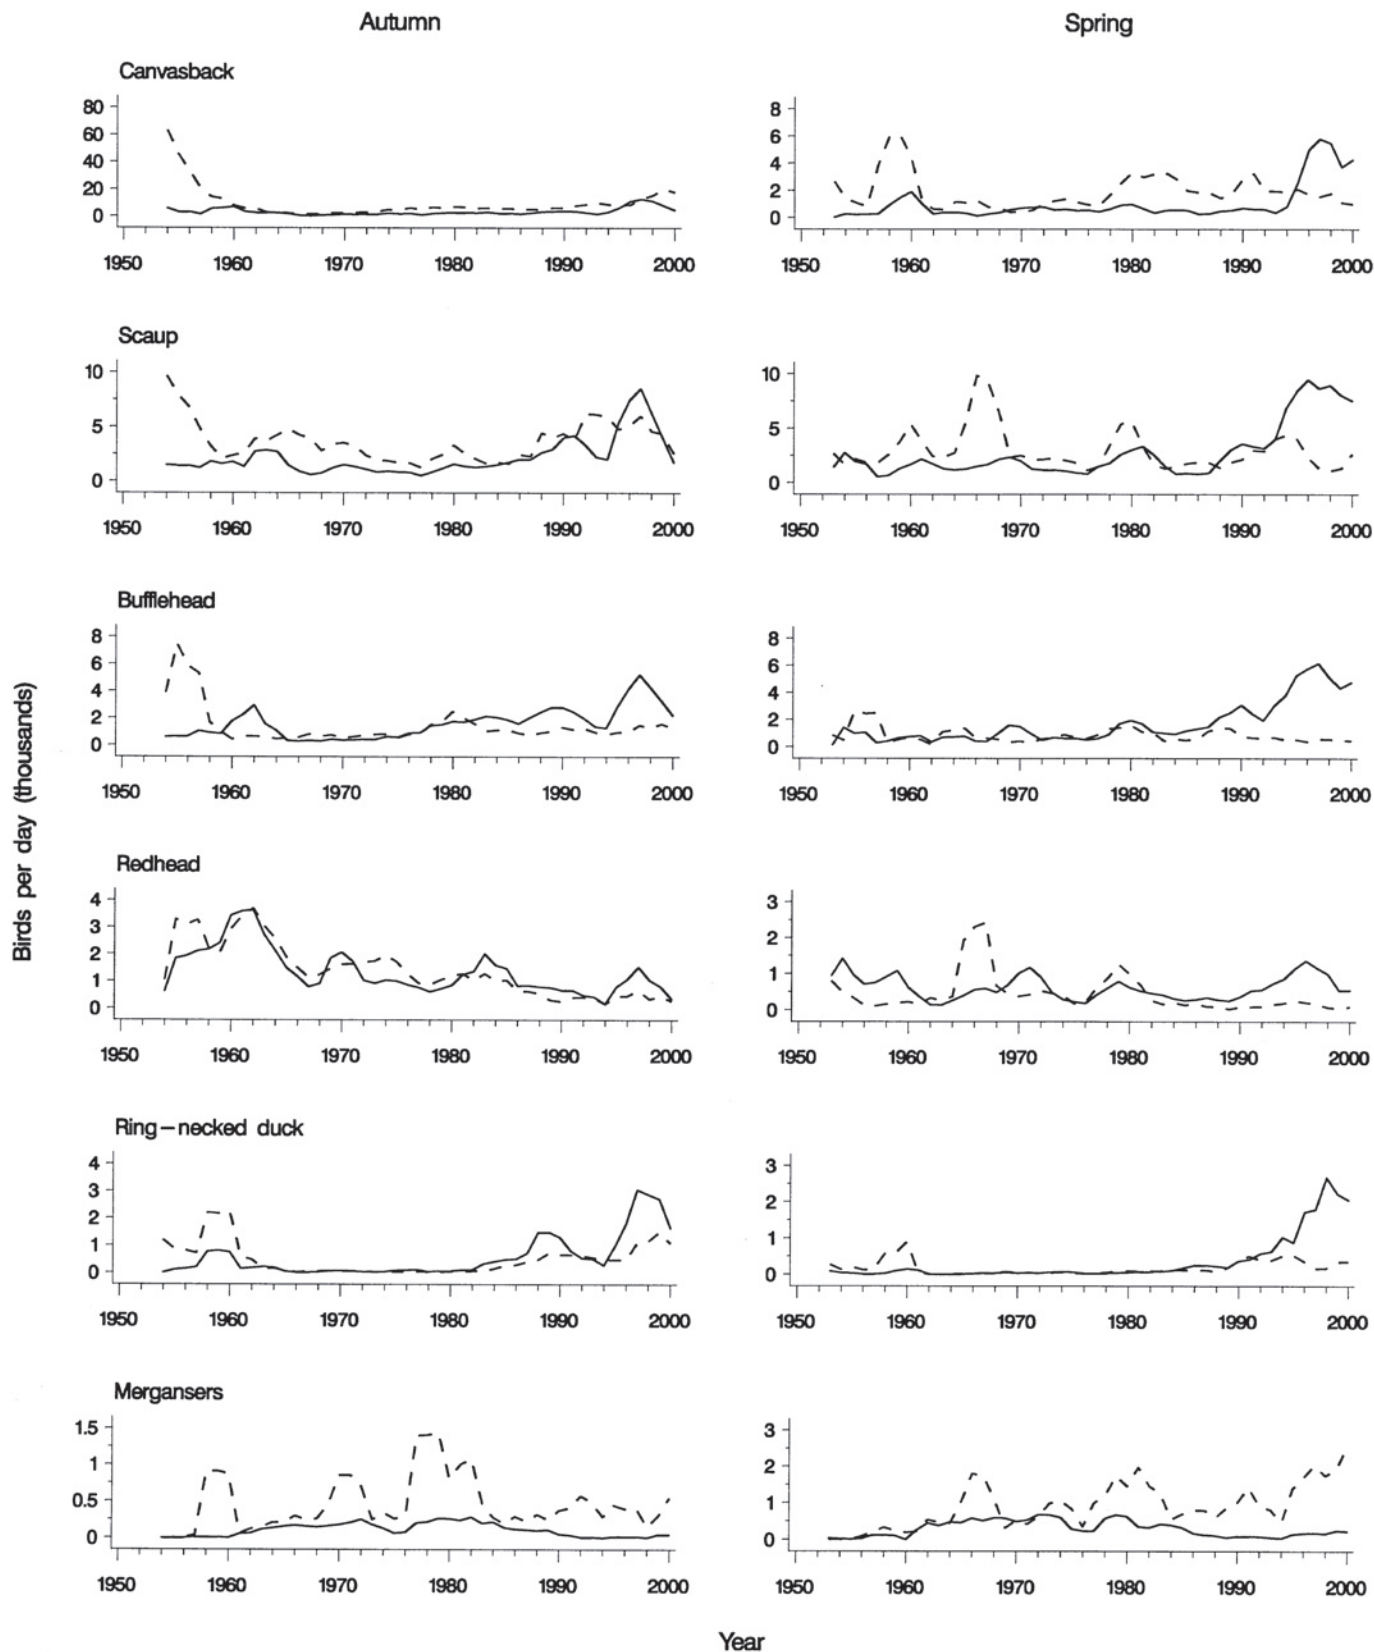 Autumn Spring
Canvasback
80 8
60 6
40 4
20 2
0 0
1950 1960 1970 1980 1990 2000 1950 1960 1970 1980 1990 2000
Scaup
10 10
5 5
0 0
1950 1960 1970 1980 1990 2000 1950 1960 1970 1980 1990 2000
Bufflehead
8 8
6 6
4 4
2 2
0 0
1950 1960 1970 1980 1990 2000 1950 1960 1970 1980 1990 2000
Birds per day (thousands)
Redhead
4 3
3 2
2 1
1 0
0
1950 1960 1970 1980 1990 2000 1950 1960 1970 1980 1990 2000
Ring-necked duck
4 3
3 2
2 1
1 0
0
1950 1960 1970 1980 1990 2000 1950 1960 1970 1980 1990 2000
Mergansers
1.5 3
1 2
0.5 1
0 0
1950 1960 1970 1980 1990 2000 1950 1960 1970 1980 1990 2000
Year